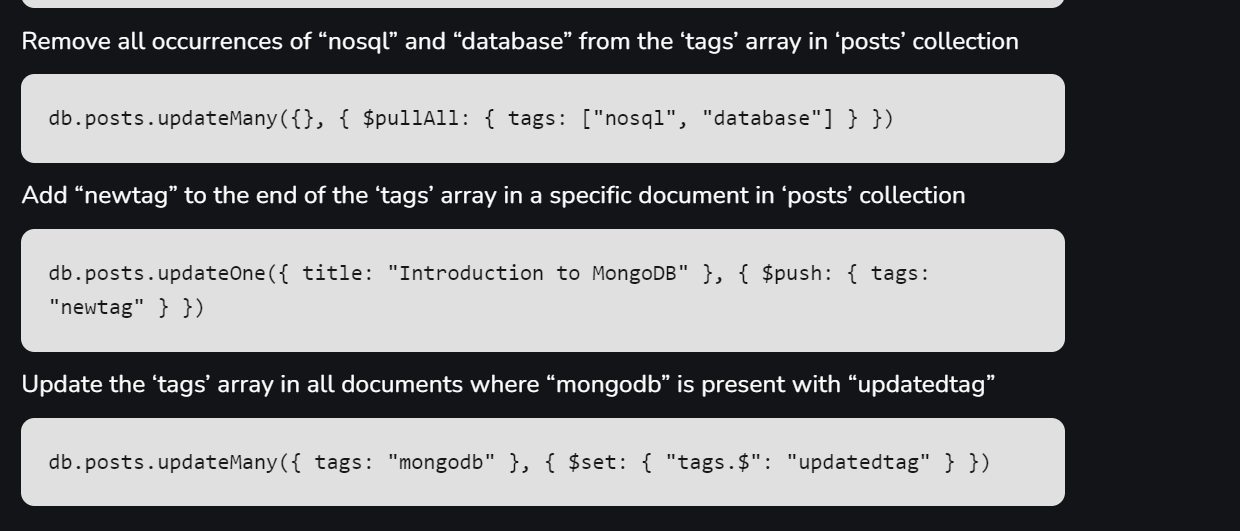 Remove all occurrences of “nosql” and “database” from the ‘tags’ array in ‘posts’ collection
db.posts.updateMany({}, { $pullAll: { tags: ["nosql", "database"] } })
Add “newtag” to the end of the ‘tags’ array in a specific document in ‘posts’ collection
db.posts.updateOne({ title: "Introduction to MongoDB" }, { $push: { tags:
"newtag" } })
Update the ‘tags’ array in all documents where “mongodb” is present with “updatedtag”
db.posts.updateMany({ tags: "mongodb" }, { $set: { "tags.$": "updatedtag" } })